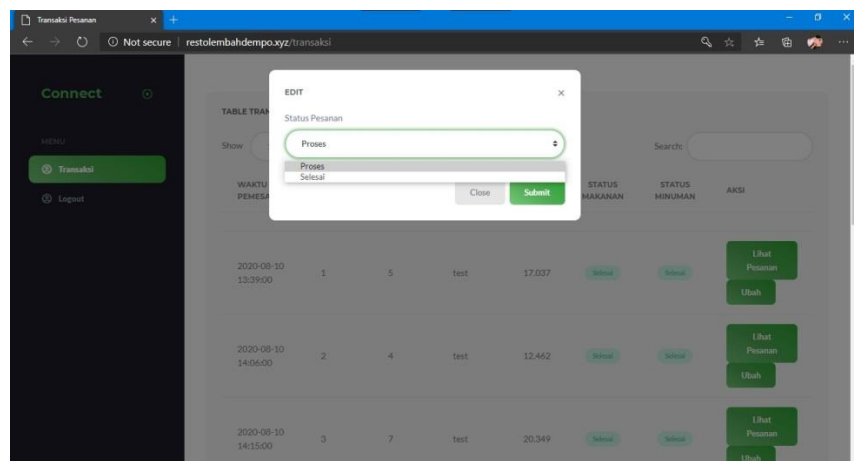 Transaksi Pesanan
Not secure | restolembahdempo.xyz/transaksi
Connect
MENU
Transaksi
Logout
EDIT
×
Status Pesanan
Proses
Proses
Selesai
Close
Submit
TABLE TRAN
Show
Search:
WAKTU
PEMESA
STATUS
MAKANAN
STATUS
MINUMAN
AKSI
2020-08-10
13:39:00
1
5
test
17.037
Selesai
Selesai
Lihat
Pesanan
Ubah
2020-08-10
14:06:00
2
4
test
12.462
Selesai
Selesai
Lihat
Pesanan
Ubah
2020-08-10
14:15:00
3
7
test
20.349
Selesai
Selesai
Lihat
Pesanan
Ubah